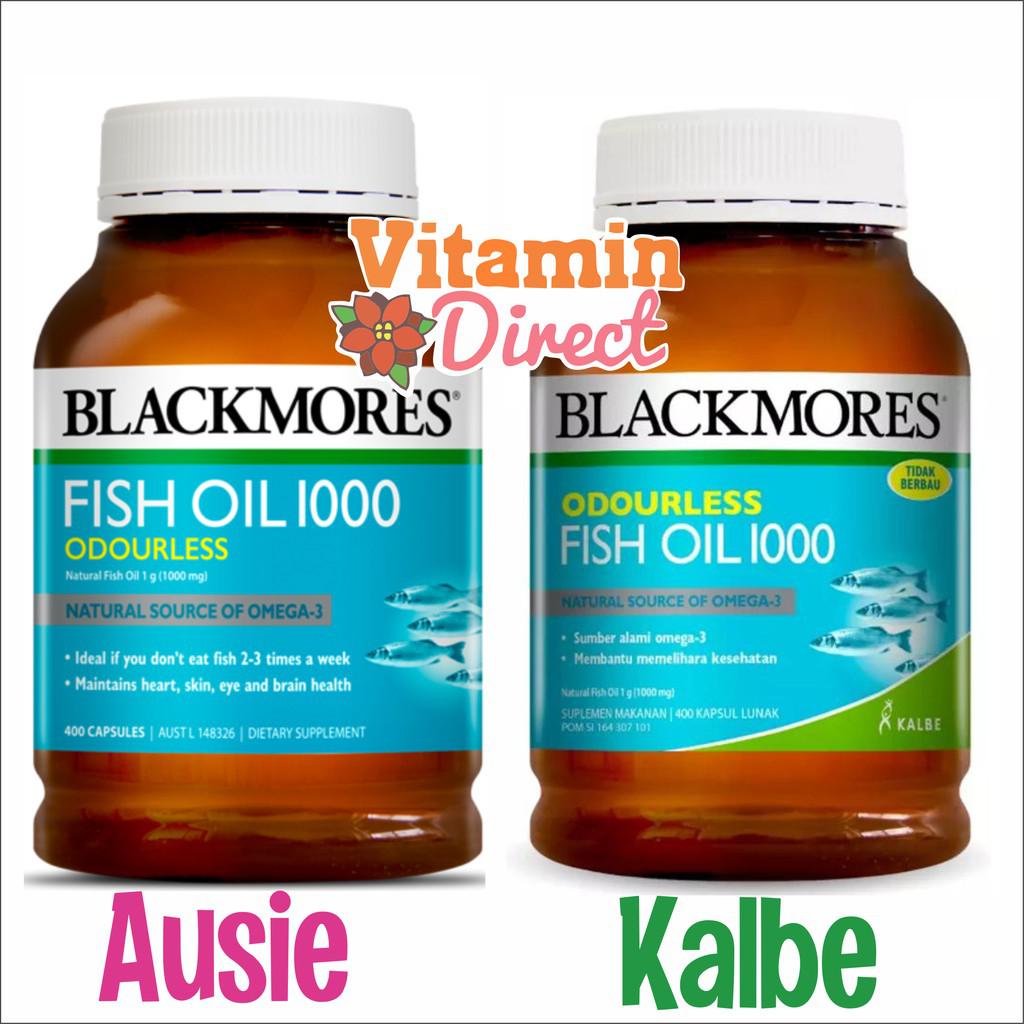 Vitamin
Direct
BLACKMORES®
FISH OIL 1000
ODOURLESS
Natural Fish Oil 1 g (1000 mg)
NATURAL SOURCE OF OMEGA-3
• Ideal if you don't eat fish 2-3 times a week
• Maintains heart, skin, eye and brain health
400 CAPSULES | AUST L 148326 | DIETARY SUPPLEMENT
Ausie
BLACKMORES®
TIDAK
BERBAU
ODOURLESS
FISH OIL 1000
NATURAL SOURCE OF OMEGA-3
• Sumber alami omega-3
• Membantu memelihara kesehatan
Natural Fish Oil 1 g (1000 mg)
SUPLEMEN MAKANAN | 400 KAPSUL LUNAK
POM SI 164 307 101
KALBE
Kalbe